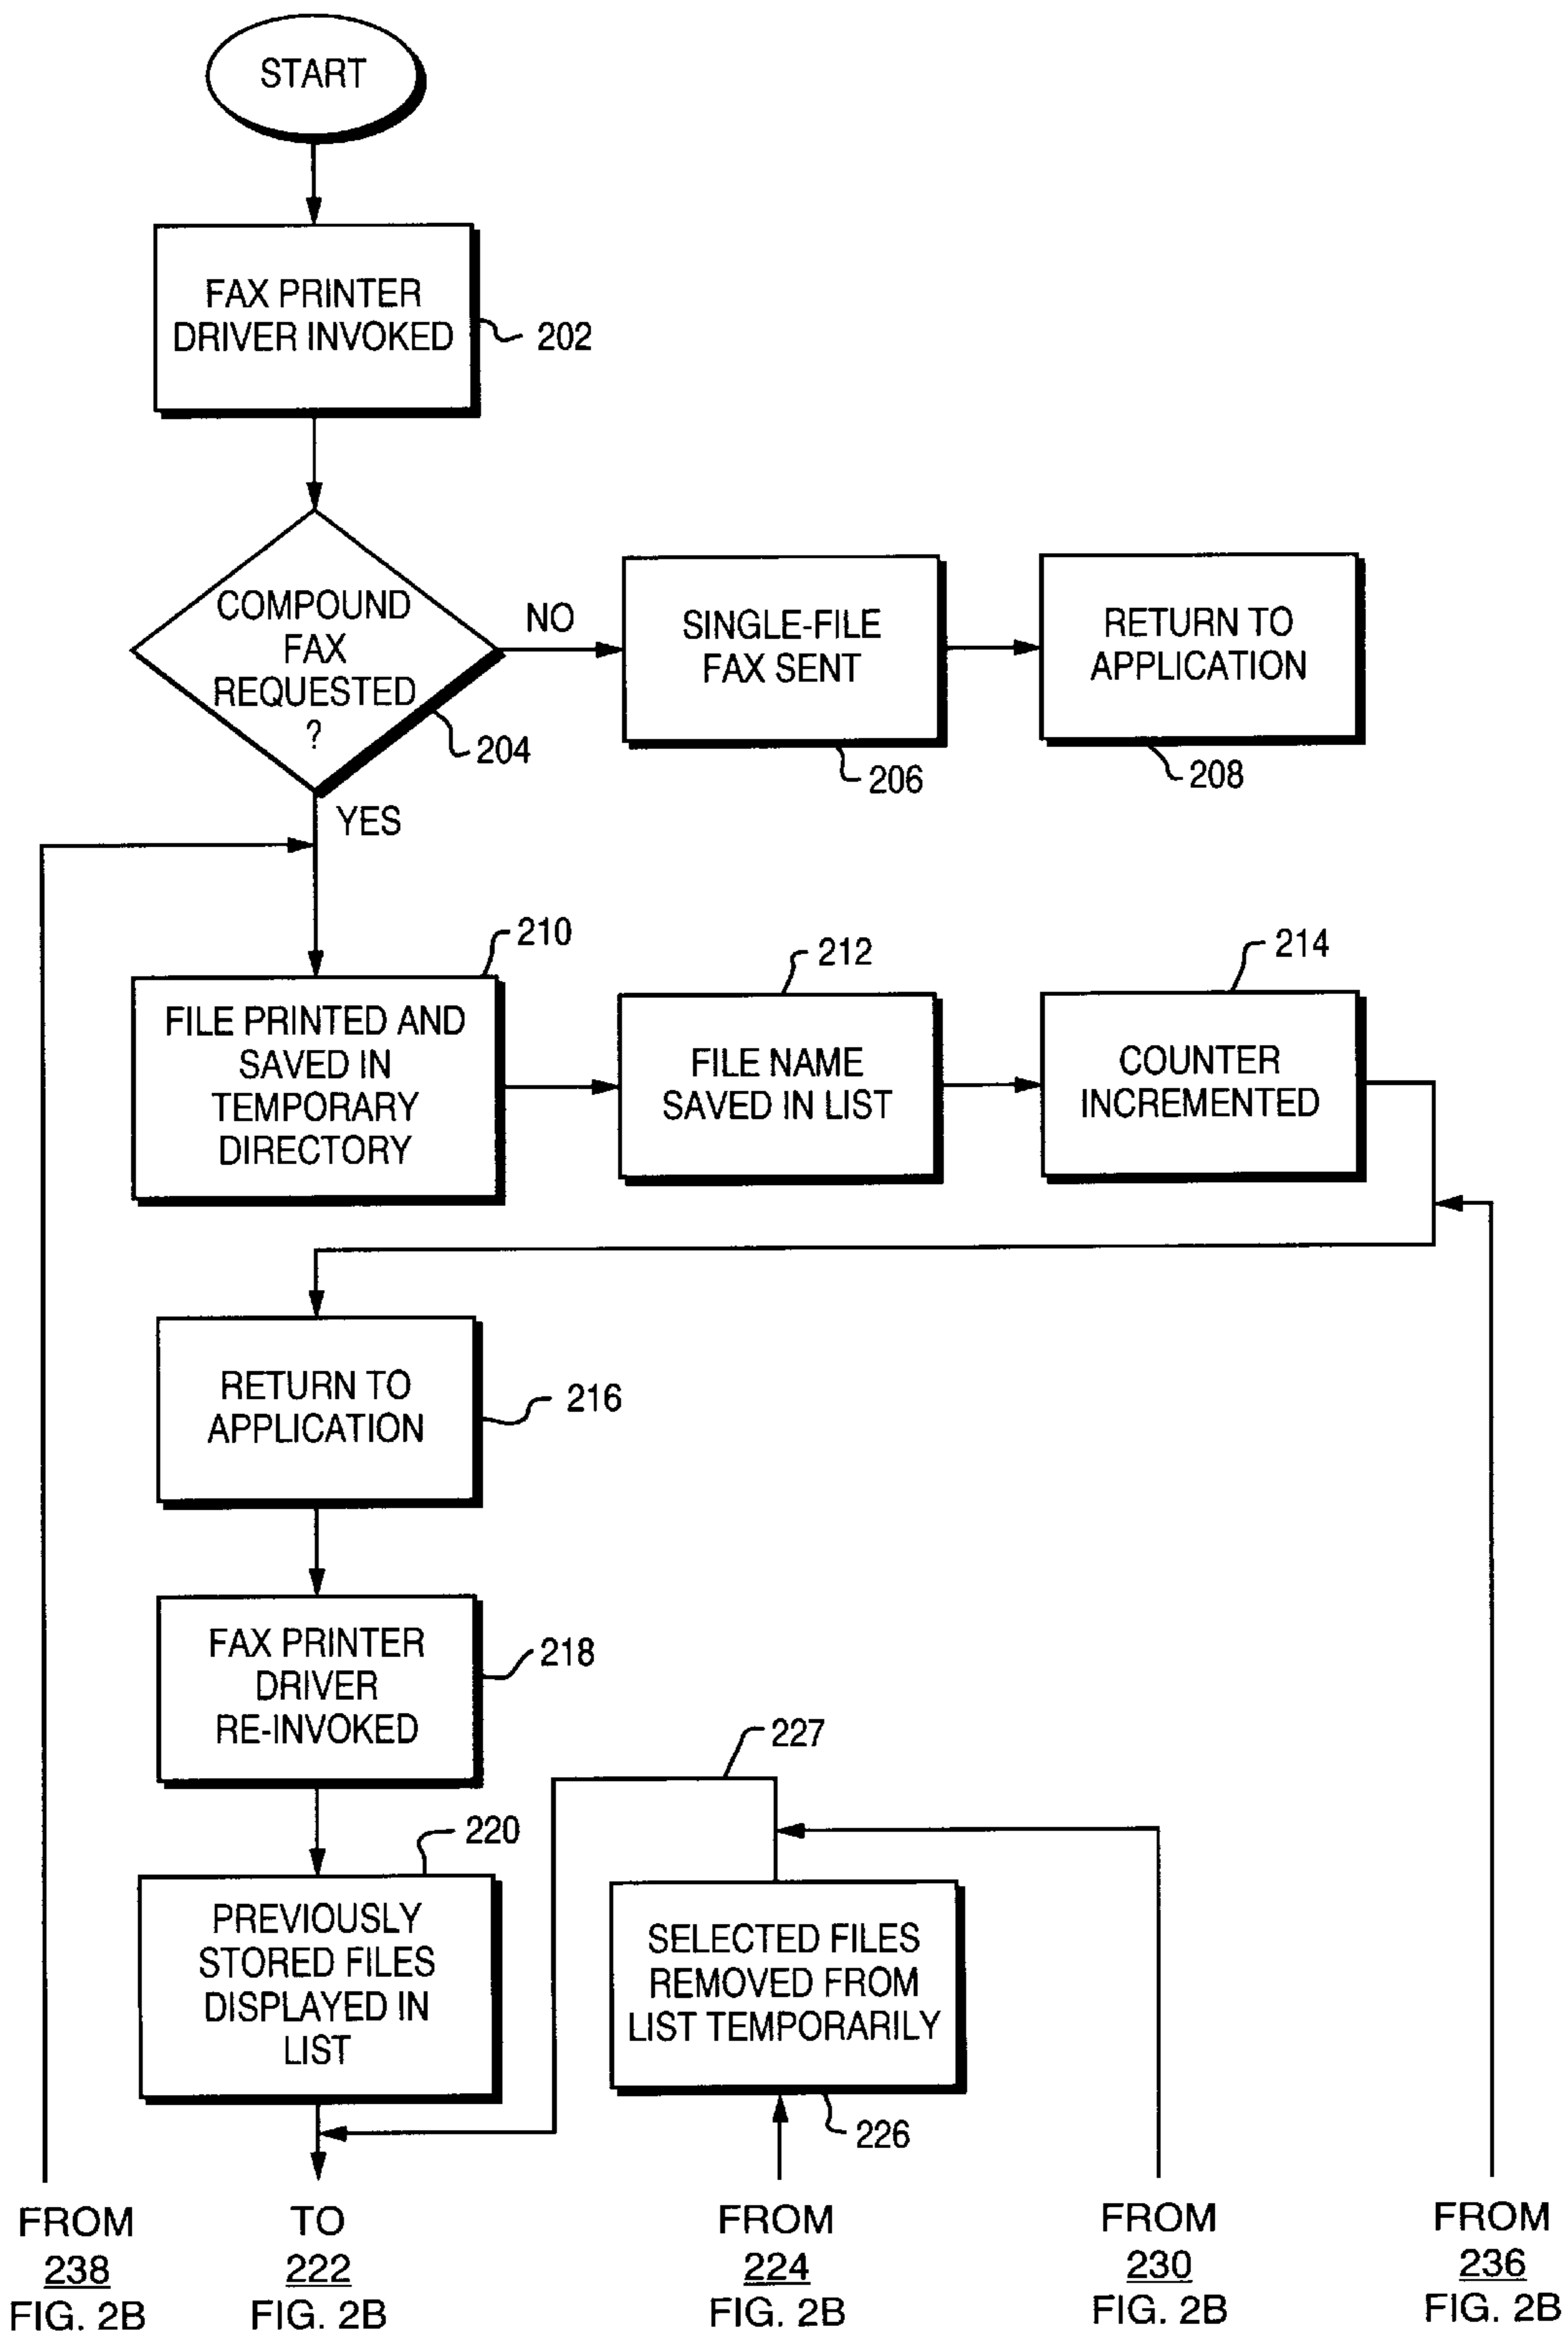 START
FAX PRINTER
DRIVER INVOKED
202
COMPOUND
FAX
REQUESTED
?
204
NO
SINGLE-FILE
FAX SENT
206
RETURN TO
APPLICATION
208
YES
210
FILE PRINTED AND
SAVED IN
TEMPORARY
DIRECTORY
212
FILE NAME
SAVED IN LIST
214
COUNTER
INCREMENTED
RETURN TO
APPLICATION
216
FAX PRINTER
DRIVER
RE-INVOKED
218
227
220
PREVIOUSLY
STORED FILES
DISPLAYED IN
LIST
SELECTED FILES
REMOVED FROM
LIST TEMPORARILY
226
FROM
238
FIG. 2B
TO
222
FIG. 2B
FROM
224
FIG. 2B
FROM
230
FIG. 2B
FROM
236
FIG. 2B